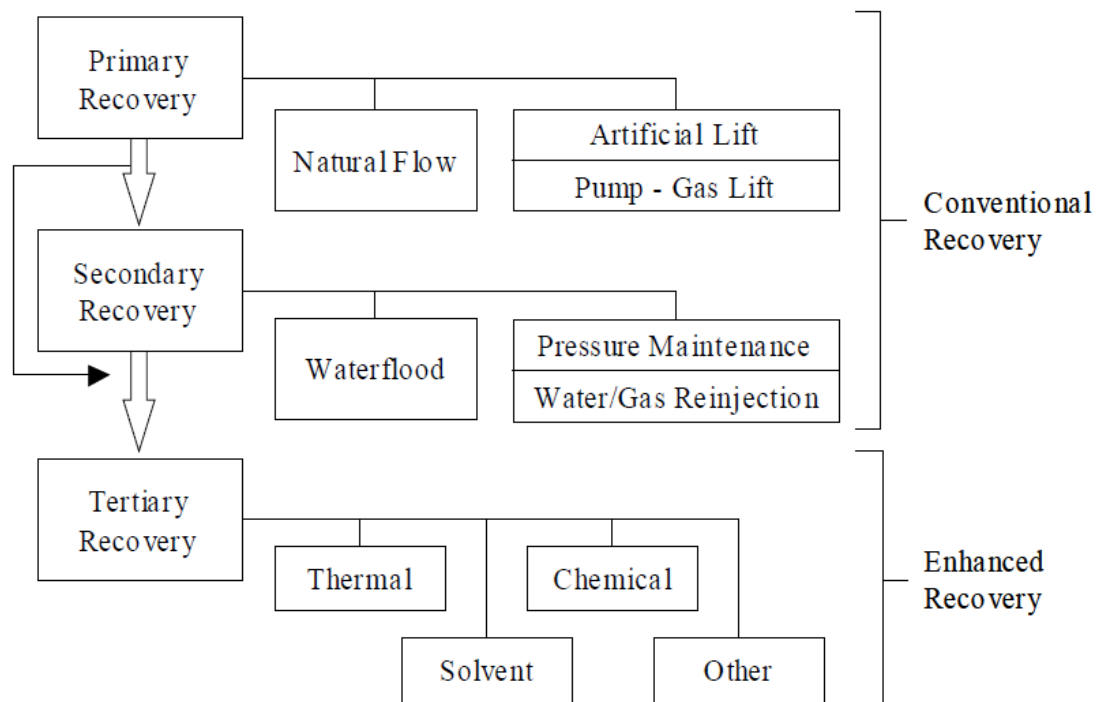 Primary
Recovery
Natural Flow
Artificial Lift
Pump - Gas Lift
Conventional
Recovery
Secondary
Recovery
Waterflood
Pressure Maintenance
Water/Gas Reinjection
Tertiary
Recovery
Thermal
Chemical
Solvent
Other
Enhanced
Recovery